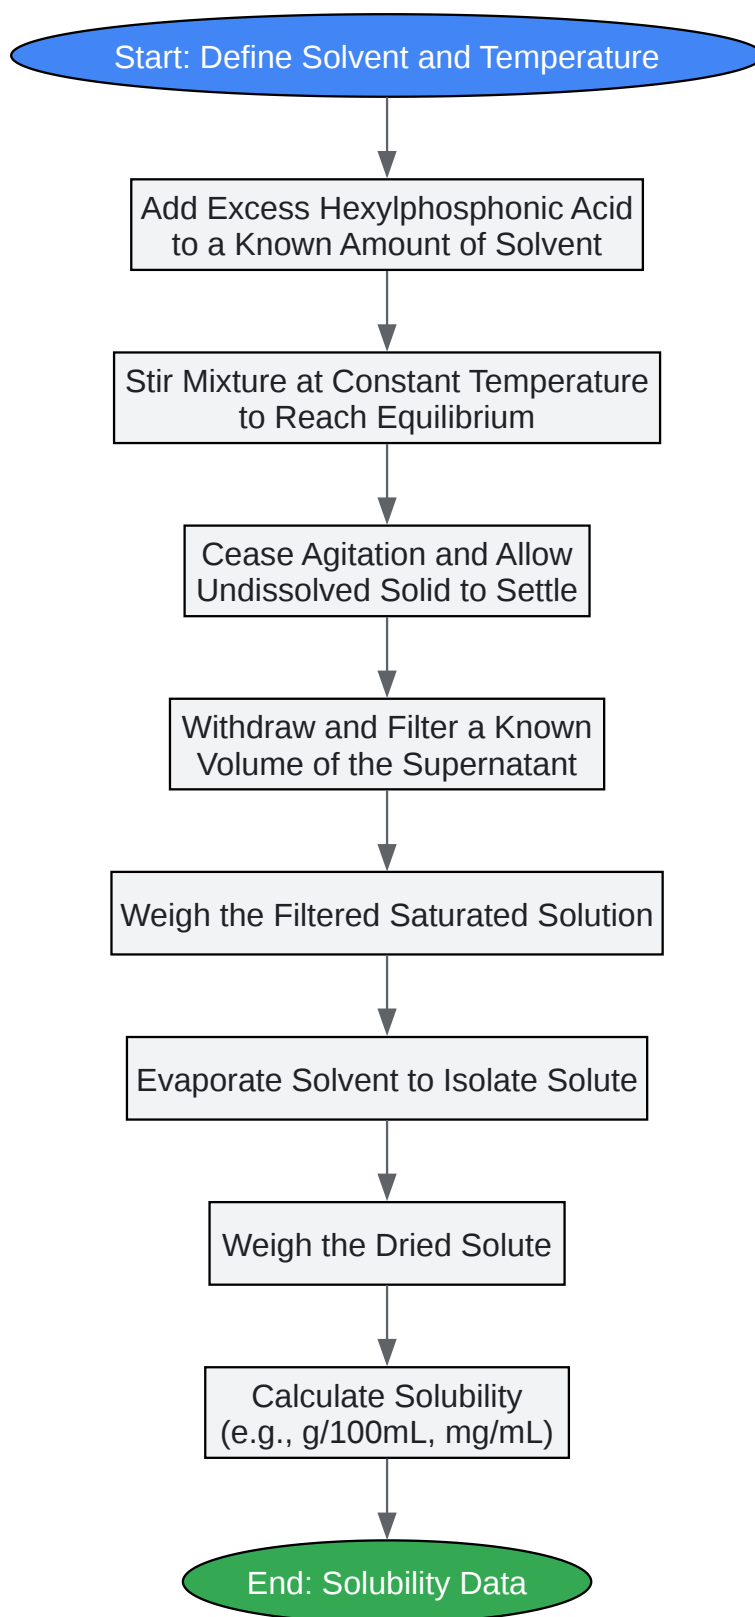 Start: Define Solvent and Temperature
Add Excess Hexylphosphonic Acid
to a Known Amount of Solvent
Stir Mixture at Constant Temperature
to Reach Equilibrium
Cease Agitation and Allow
Undissolved Solid to Settle
Withdraw and Filter a Known
Volume of the Supernatant
Weigh the Filtered Saturated Solution
Evaporate Solvent to Isolate Solute
Weigh the Dried Solute
Calculate Solubility
(e.g., g/100mL, mg/mL)
End: Solubility Data